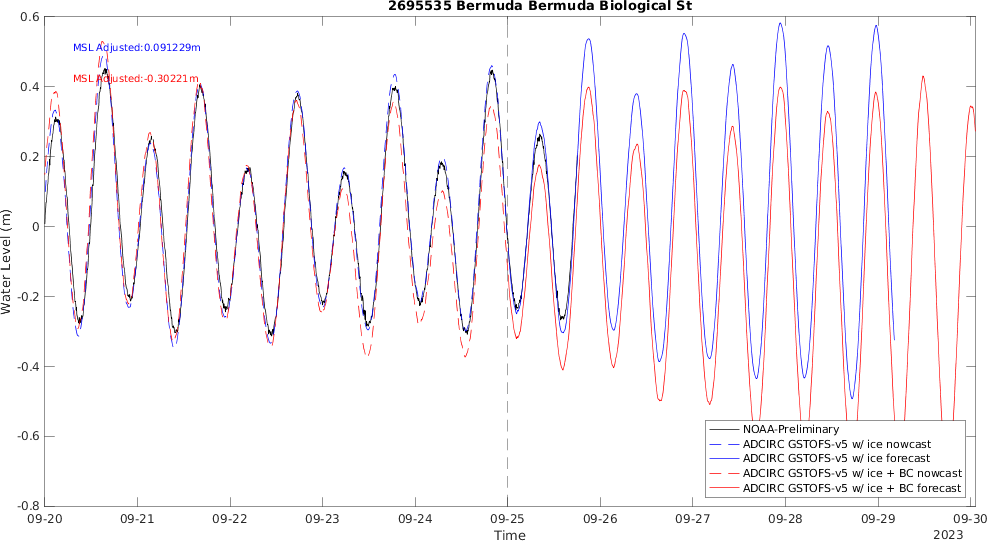 2695535 Bermuda Bermuda Biological St
MSL Adjusted:0.091229m
MSL Adjusted:-0.30221m
Water Level (m)
0.6
0.4
0.2
0
-0.2
-0.4
-0.6
-0.8
NOAA-Preliminary
ADCIRC GSTOFS-v5 w/ ice nowcast
ADCIRC GSTOFS-v5 w/ ice forecast
ADCIRC GSTOFS-v5 w/ ice + BC nowcast
ADCIRC GSTOFS-v5 w/ ice + BC forecast
09-20 09-21 09-22 09-23 09-24 09-25 09-26 09-27 09-28 09-29 09-30
Time
2023